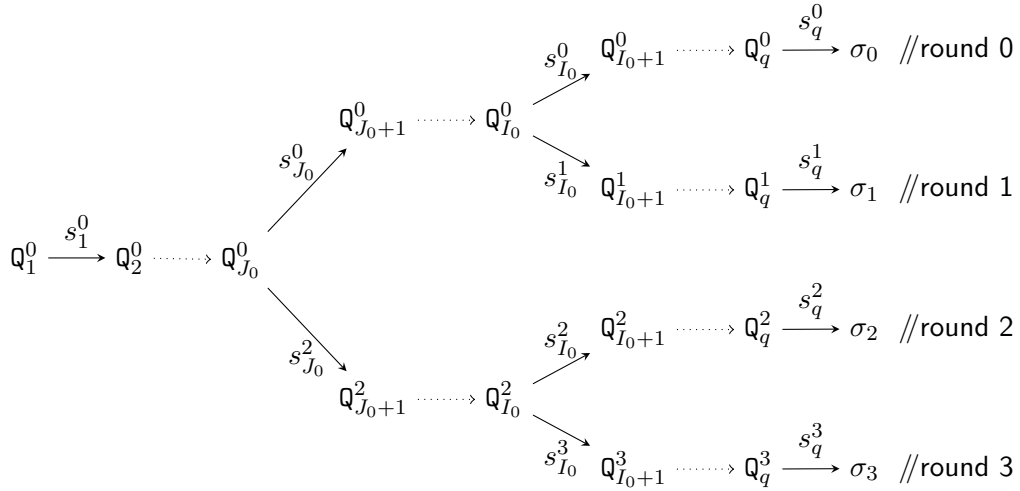 s_q^0
Q_{I_0+1}^0 Q_q^0 σ_0 //round 0
s_{I_0}^0
Q_{J_0+1}^0 Q_{I_0}^0
s_{J_0}^0
s_{I_0}^1 s_q^1
Q_{I_0+1}^1 Q_q^1 σ_1 //round 1
s_1^0
Q_1^0 Q_2^0 Q_{J_0}^0
s_q^2
s_{I_0}^2
Q_{I_0+1}^2 Q_q^2 σ_2 //round 2
s_{J_0}^2
Q_{J_0+1}^2 Q_{I_0}^2
s_{I_0}^3 s_q^3
Q_{I_0+1}^3 Q_q^3 σ_3 //round 3